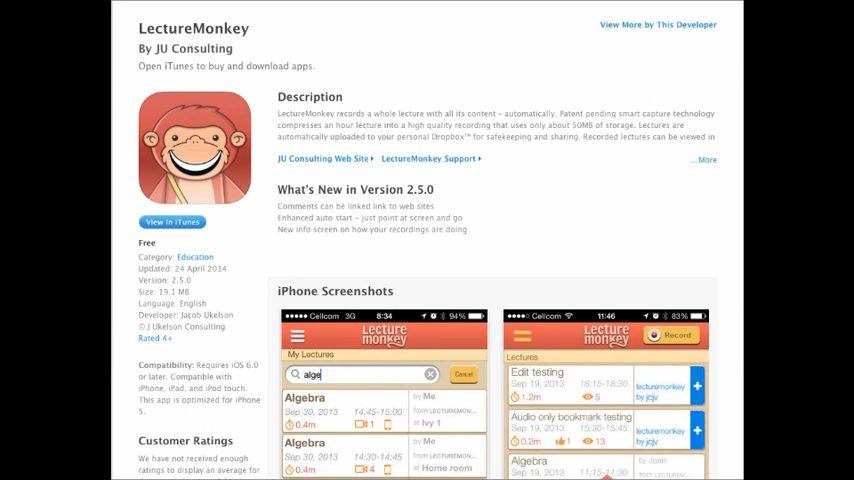 LectureMonkey
By JU Consulting
Open iTunes to buy and download apps.
View More by This Developer
Description
LectureMonkey records a whole lecture with all its content - automatically. Patent pending smart capture technology
compresses an hour lecture into a high quality recording that uses only about 50MB of storage. Lectures are
automatically uploaded to your personal Dropbox™ for safekeeping and sharing. Recorded lectures can be viewed in
JU Consulting Web Site LectureMonkey Support ...More
What's New in Version 2.5.0
Comments can be linked link to web sites
Enhanced auto start - just point at screen and go
New info screen on how your recordings are doing
View In iTunes
Free
Category: Education
Updated: 24 April 2014
Version: 2.5.0
Size: 19.1 MB
Language: English
Developer: Jacob Ukelson
© J Ukelson Consulting
Rated 4+
Compatibility: Requires iOS 6.0
or later. Compatible with
iPhone, iPad, and iPod touch.
This app is optimized for iPhone
5.
Customer Ratings
We have not received enough
ratings to display an average for
iPhone Screenshots
Cellcom 3G 8:34 94%
Lecture
monkey
My Lectures
alge
Cancel
Algebra
Sep 30, 2013 14:45-15:00
0.4m 1
by Me
from LECTUREMON...
at Ivy 1
Algebra
Sep 30, 2013 14:30-14:45
0.4m 4
by Me
from LECTUREMON...
at Home room
Cellcom 11:46 83%
Lecture
monkey
Record
Lectures
Edit testing
Sep 19, 2013 18:15-18:30
1.2m 5
lecturemonkey
by jcjv
+
Audio only bookmark testing
Sep 19, 2013 15:30-15:45
0.2m 1 13
lecturemonkey
by jcjv
+
Algebra
Sep 19, 2013 11:15-11:30
by Joan